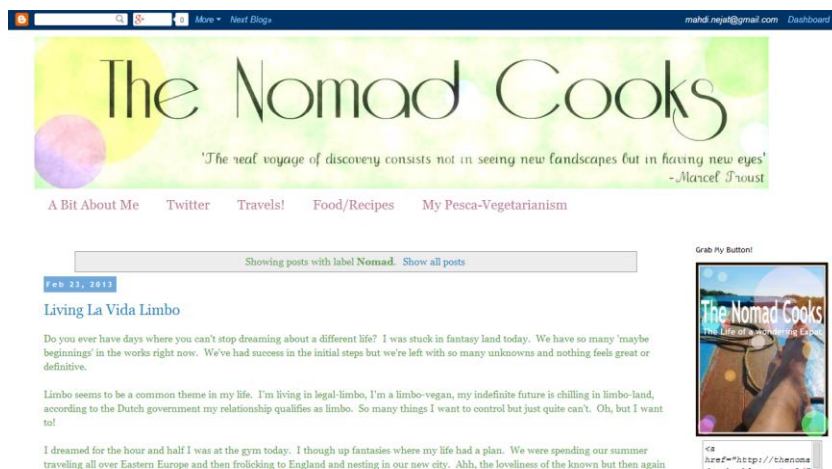 More Next Blog» mahdi.nejat@gmail.com Dashboard
0
The Nomad Cooks
'The real voyage of discovery consists not in seeing new landscapes but in having new eyes'
-Marcel Proust
A Bit About Me Twitter Travels! Food/Recipes My Pesca-Vegetarianism
Showing posts with label Nomad. Show all posts
Feb 23, 2013
Living La Vida Limbo
Do you ever have days where you can't stop dreaming about a different life? I was stuck in fantasy land today. We have so many 'maybe
beginnings' in the works right now. We've had success in the initial steps but we're left with so many unknowns and nothing feels great or
definitive.
Limbo seems to be a common theme in my life. I'm living in legal-limbo, I'm a limbo-vegan, my indefinite future is chilling in limbo-land,
according to the Dutch government my relationship qualifies as limbo. So many things I want to control but just quite can't. Oh, but I want
to!
I dreamed for the hour and half I was at the gym today. I though up fantasies where my life had a plan. We were spending our summer
traveling all over Eastern Europe and then frolicking to England and nesting in our new city. Ahh, the loveliness of the known but then again
Grab My Button!
The Nomad Cooks
The Life of a wondering Expat
<a
href="http://thenoma